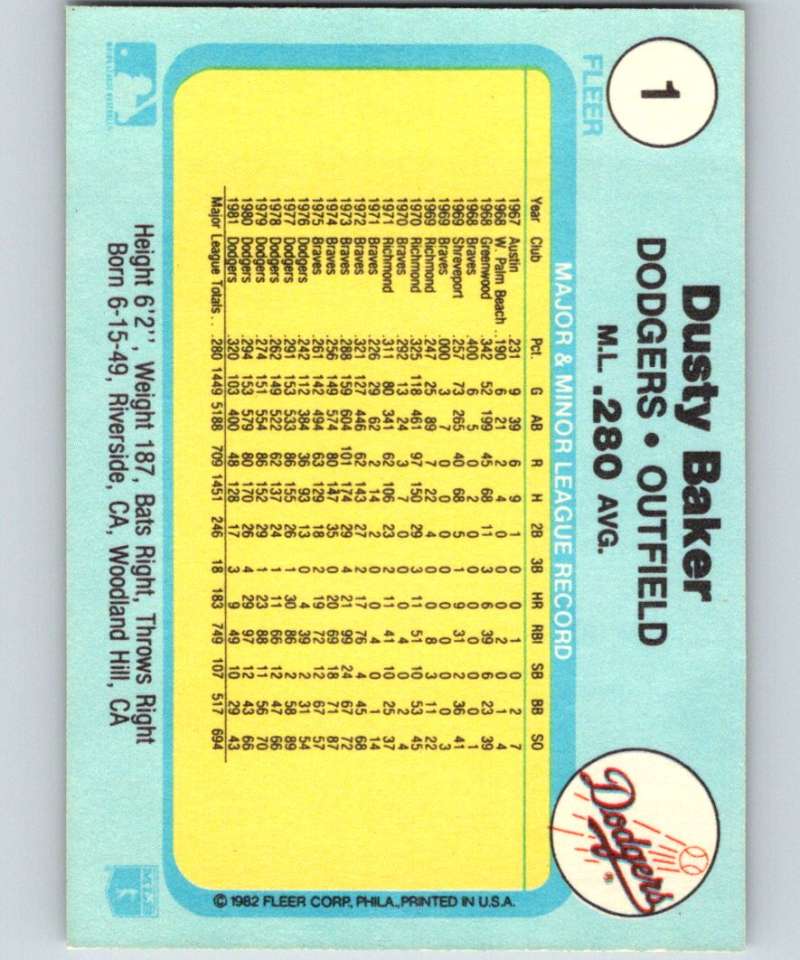 1
FLEER
Dusty Baker
DODGERS • OUTFIELD
M.L. .280 AVG.
Dodgers
MAJOR & MINOR LEAGUE RECORD
Year Club Pct. G AB R H 2B 3B HR RBI SB BB SO
1967 Austin .231 9 39 6 9 1 0 0 1 0 2 7
1968 W. Palm Beach .. .190 6 21 2 4 0 0 0 2 0 1 4
1968 Greenwood .342 52 199 45 68 11 3 6 39 6 23 39
1968 Braves .400 6 5 0 2 0 0 0 0 0 0 1
1969 Shreveport .257 73 265 40 68 5 1 9 31 2 36 41
1969 Braves .000 3 7 0 0 0 0 0 0 0 0 3
1969 Richmond .247 25 89 7 22 4 0 0 8 3 11 22
1970 Richmond .325 118 461 97 150 29 3 11 51 10 53 45
1970 Braves .292 13 24 3 7 0 0 0 4 0 2 4
1971 Richmond .311 80 341 62 106 23 2 11 41 10 25 37
1971 Braves .226 29 62 2 14 2 0 0 4 0 1 14
1972 Braves .321 127 446 62 143 27 2 17 76 4 45 68
1973 Braves .288 159 604 101 174 29 4 21 99 24 67 72
1974 Braves .256 149 574 80 147 35 0 20 69 18 71 87
1975 Braves .261 142 494 63 129 18 2 19 72 12 67 57
1976 Dodgers .242 112 384 36 93 13 0 4 39 2 31 54
1977 Dodgers .291 153 533 86 155 26 1 30 86 2 58 89
1978 Dodgers .262 149 522 62 137 24 1 11 66 12 47 66
1979 Dodgers .274 151 554 86 152 29 1 23 88 11 56 70
1980 Dodgers .294 153 579 80 170 26 4 29 97 12 43 66
1981 Dodgers .320 103 400 48 128 17 3 9 49 10 29 43
Major League Totals .. .280 1449 5188 709 1451 246 18 183 749 107 517 694
© 1982 FLEER CORP., PHILA., PRINTED IN U.S.A.
Height 6'2'', Weight 187, Bats Right, Throws Right
Born 6-15-49, Riverside, CA, Woodland Hill, CA